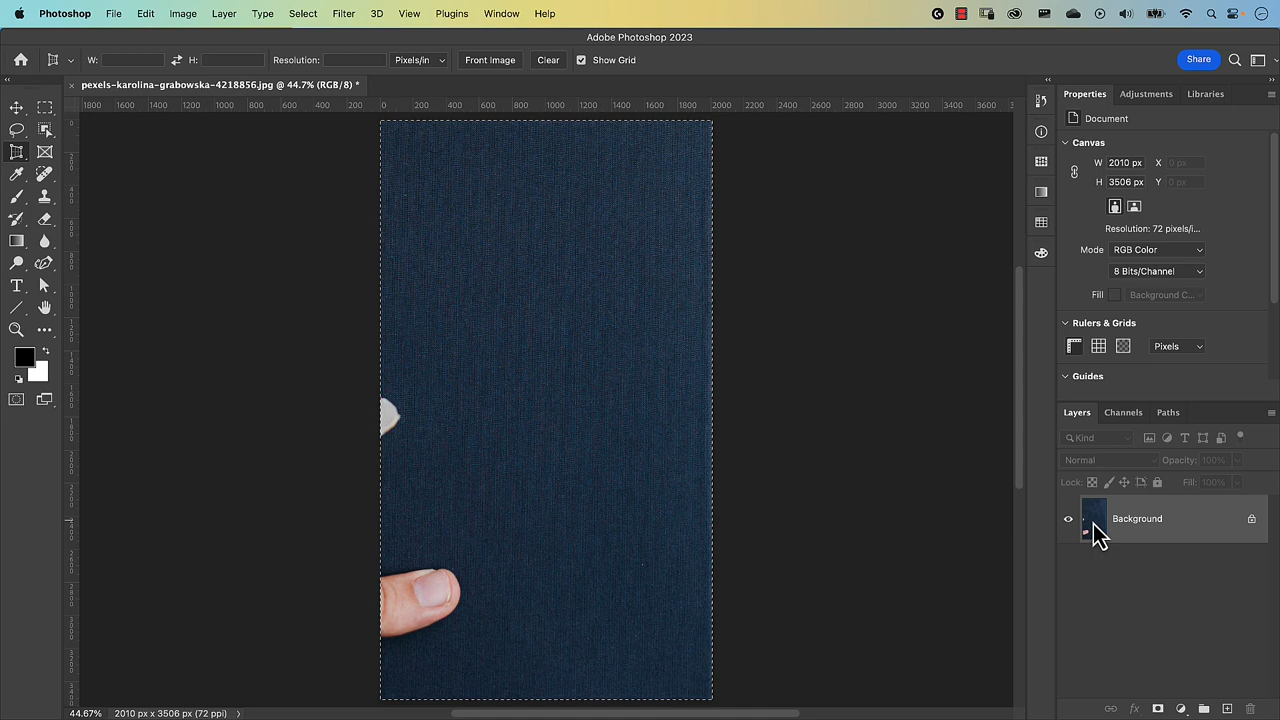 Photoshop File Edit Image Layer Type Select Filter 3D View Plugins Window Help
Adobe Photoshop 2023
W: H: Resolution: Pixels/in Front Image Clear Show Grid Share
pexels-karolina-grabowska-4218856.jpg @ 44.7% (RGB/8) *
1800 1600 1400 1200 1000 800 600 400 200 0 200 400 600 800 1000 1200 1400 1600 1800 2000 2200 2400 2600 2800 3000 3200 3400 3600
Properties Adjustments Libraries
Document
Canvas
W 2010 px X 0 px
H 3506 px Y 0 px
Resolution: 72 pixels/i...
Mode RGB Color
8 Bits/Channel
Fill Background C...
Rulers & Grids
Pixels
Guides
Layers Channels Paths
Kind
Normal Opacity: 100%
Lock: Fill: 100%
Background
44.67% 2010 px x 3506 px (72 ppi)